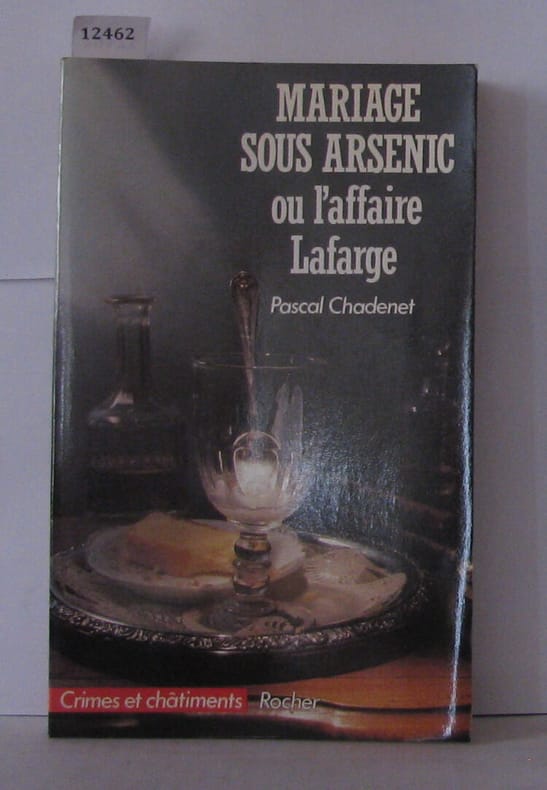 12462
MARIAGE
SOUS ARSENIC
ou l'affaire
Lafarge
Pascal Chadenet
Crimes et châtiments Rocher